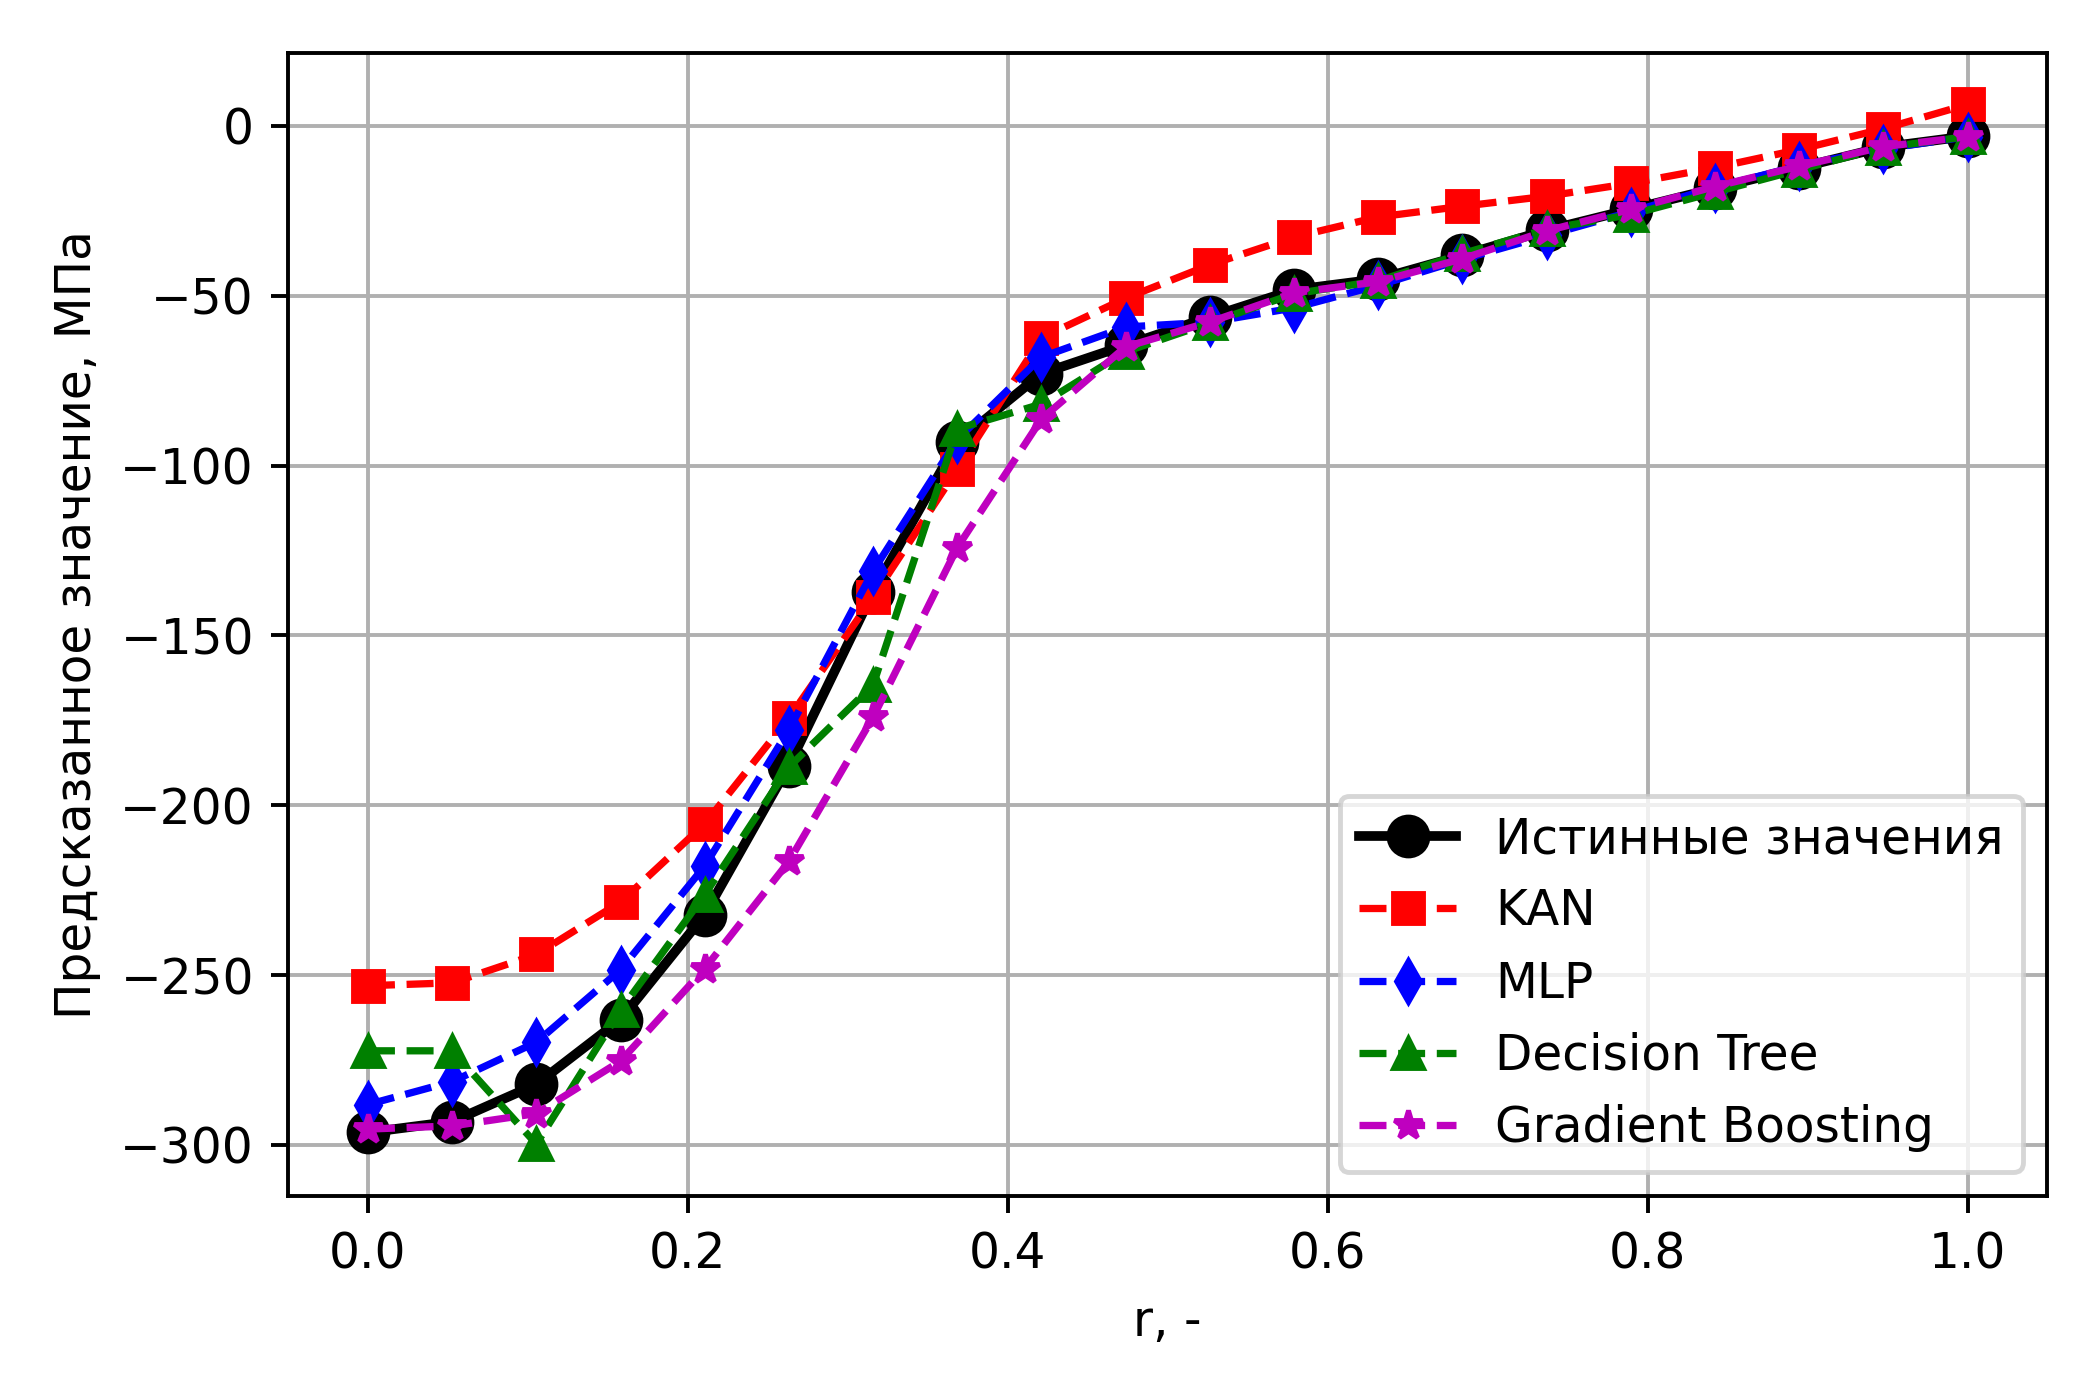 Предсказанное значение, МПа
0
−50
−100
−150
−200
−250
−300
Истинные значения
KAN
MLP
Decision Tree
Gradient Boosting
0.0 0.2 0.4 0.6 0.8 1.0
r, -